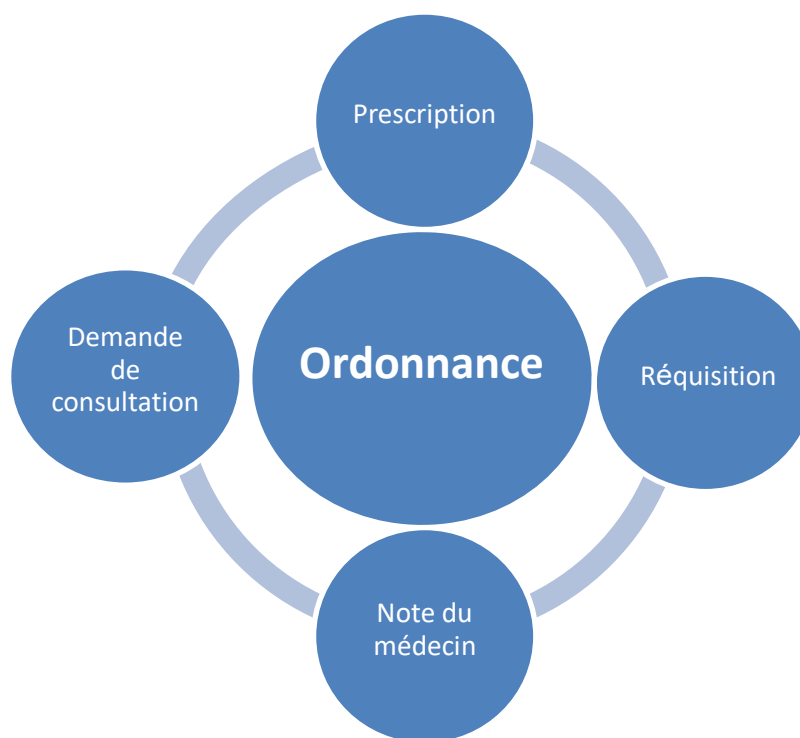 Prescription
Ordonnance
Demande
de
consultation
Réquisition
Note du
médecin